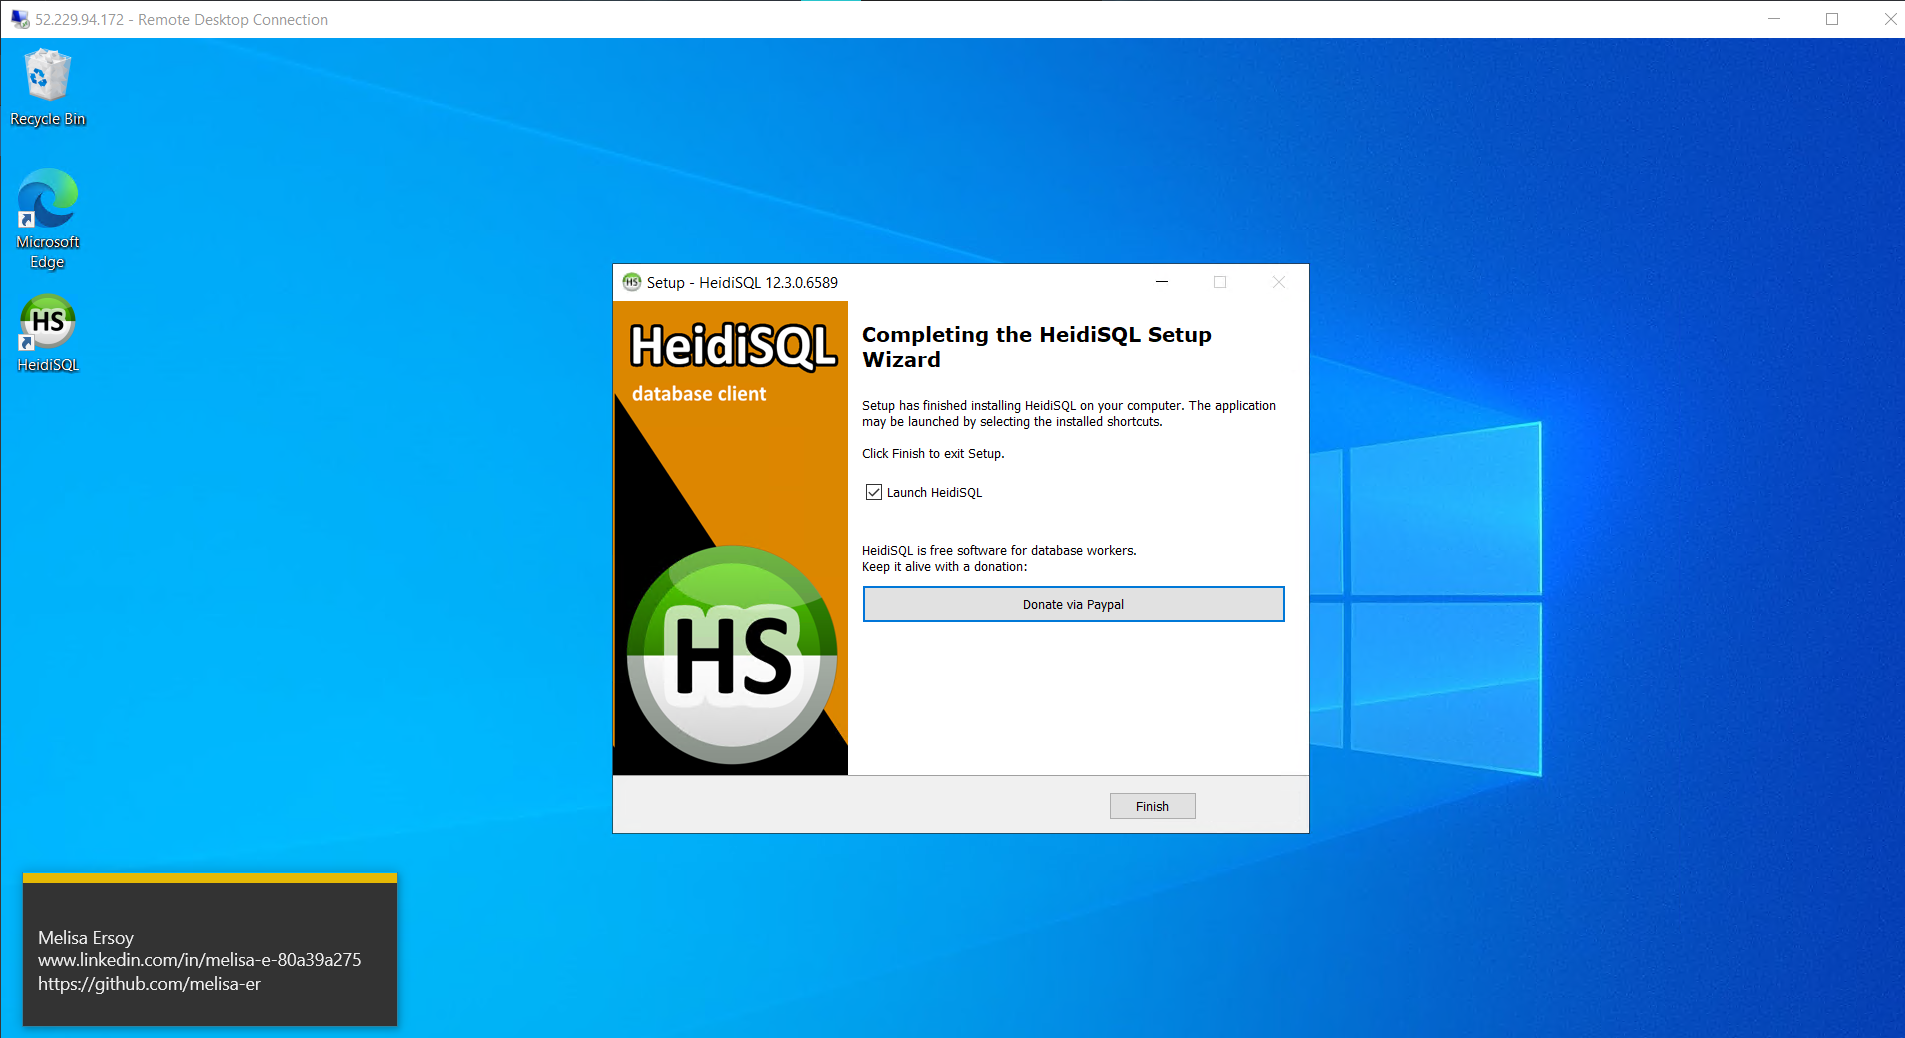 52.229.94.172 - Remote Desktop Connection
Recycle Bin
Microsoft
Edge
HS
HeidiSQL
HS
Setup - HeidiSQL 12.3.0.6589
HeidiSQL
database client
HS
Completing the HeidiSQL Setup
Wizard
Setup has finished installing HeidiSQL on your computer. The application
may be launched by selecting the installed shortcuts.
Click Finish to exit Setup.
Launch HeidiSQL
HeidiSQL is free software for database workers.
Keep it alive with a donation:
Donate via Paypal
Finish
Melisa Ersoy
www.linkedin.com/in/melisa-e-80a39a275
https://github.com/melisa-er